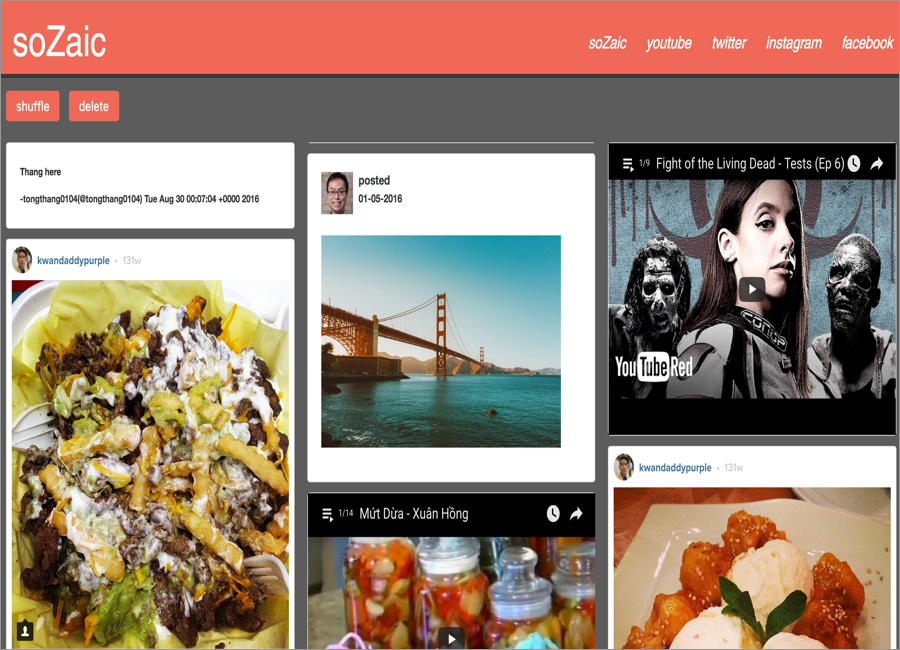 soZaic
soZaic youtube twitter instagram facebook
shuffle delete
Thang here
-tongthang0104(@tongthang0104) Tue Aug 30 00:07:04 +0000 2016
kwandaddypurple • 131w
posted
01-05-2016
1/14 Mứt Dừa - Xuân Hồng
1/9 Fight of the Living Dead - Tests (Ep 6)
YouTube Red
kwandaddypurple • 131w